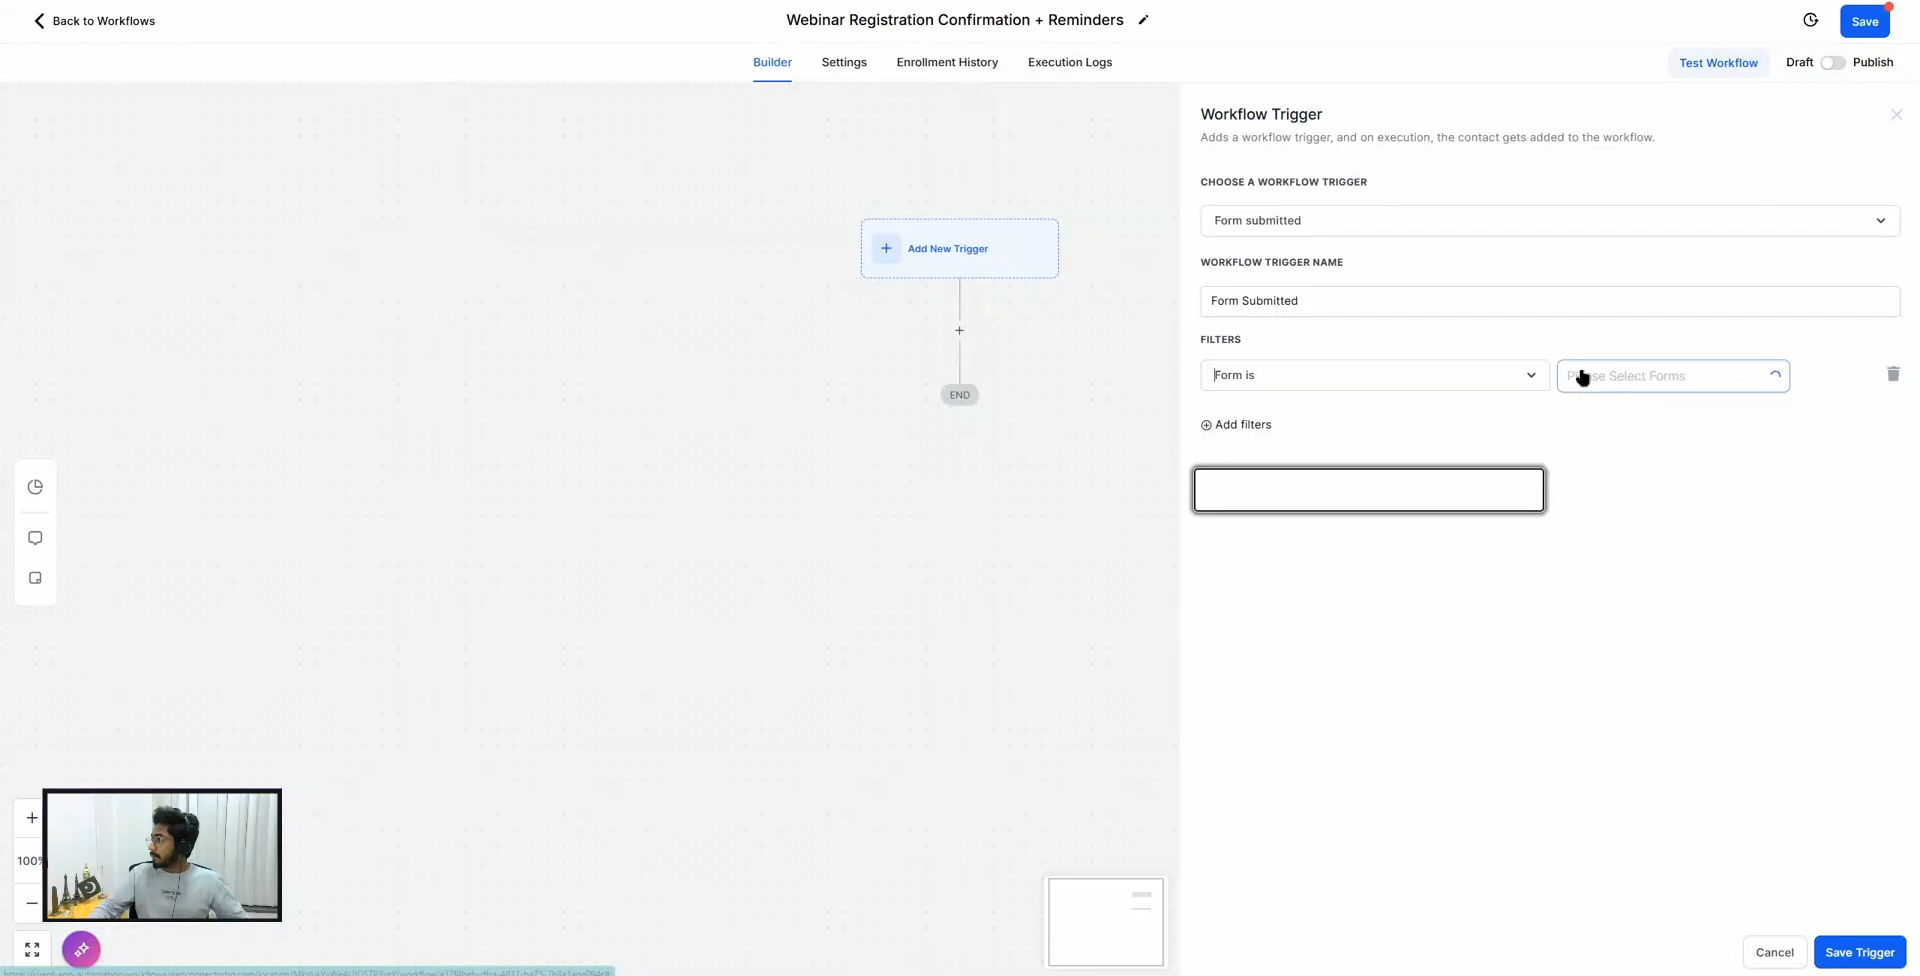 Back to Workflows
Webinar Registration Confirmation + Reminders
Save
Builder
Settings
Enrollment History
Execution Logs
Test Workflow
Draft
Publish
Workflow Trigger
Adds a workflow trigger, and on execution, the contact gets added to the workflow.
CHOOSE A WORKFLOW TRIGGER
Form submitted
WORKFLOW TRIGGER NAME
Form Submitted
FILTERS
Form is
Select Forms
Add filters
Add New Trigger
END
100%
Cancel
Save Trigger